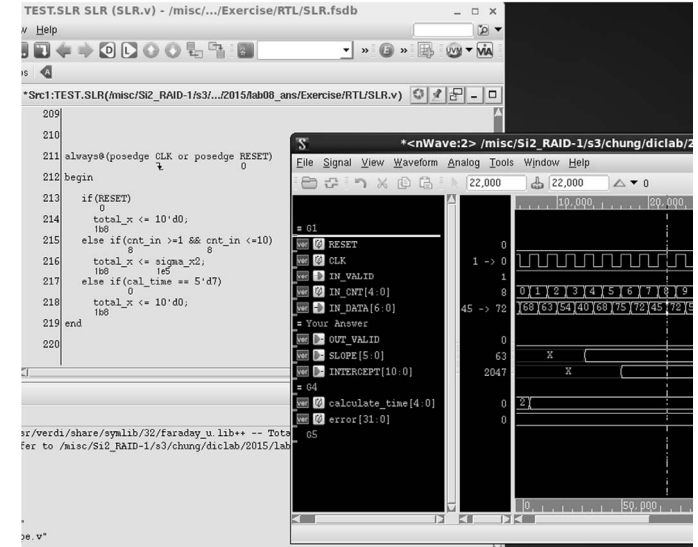 TEST.SLR SLR (SLR.v) - /misc/.../Exercise/RTL/SLR.fsdb
Help
*Src1:TEST.SLR(/misc/Si2_RAID-1/s3/.../2015/lab08_ans/Exercise/RTL/SLR.v)
209
210
211 always@(posedge CLK or posedge RESET)
0
212 begin
213 if(RESET)
0
214 total_x <= 10'd0;
1b8
215 else if(cnt_in >=1 && cnt_in <=10)
8 8
216 total_x <= sigma_x2;
1b8 1e5
217 else if(cal_time == 5'd7)
0
218 total_x <= 10'd0;
1b8
219 end
220
sr/verdi/share/symlib/32/faraday_u.lib++ -- Tota
fer to /misc/Si2_RAID-1/s3/chung/diclab/2015/lab
"
pe.v"
*<nWave:2> /misc/Si2_RAID-1/s3/chung/diclab/2
File Signal View Waveform Analog Tools Window Help
22,000 22,000 0
10,000 20,000
= G1
RESET 0
CLK 1 -> 0
IN_VALID 1
IN_CNT[4:0] 8 0 1 2 3 4 5 6 7 8 9
IN_DATA[6:0] 45 -> 72 68 63 54 40 68 75 72 45 72 5
= Your Answer
OUT_VALID 0
SLOPE[5:0] 63 X
INTERCEPT[10:0] 2047 X
= G4
calculate_time[4:0] 0 2
error[31:0] 0
G5
0 50,000